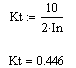 Kt := 10
2·In
Kt = 0.446